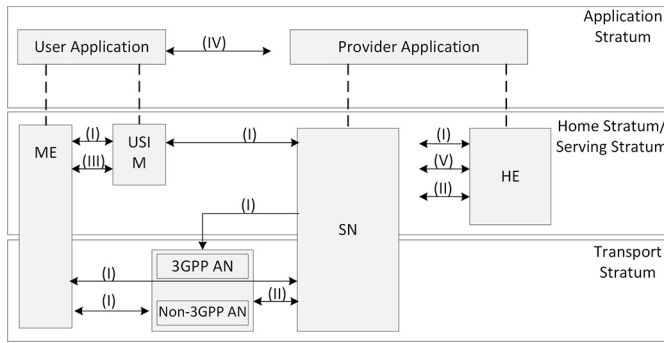 Application
Stratum
User Application
(IV)
Provider Application
Home Stratum/
Serving Stratum
ME
(I)
(III)
USI
M
(I)
(I)
(V)
(II)
HE
(I)
SN
Transport
Stratum
3GPP AN
(I)
(I)
(II)
Non-3GPP AN